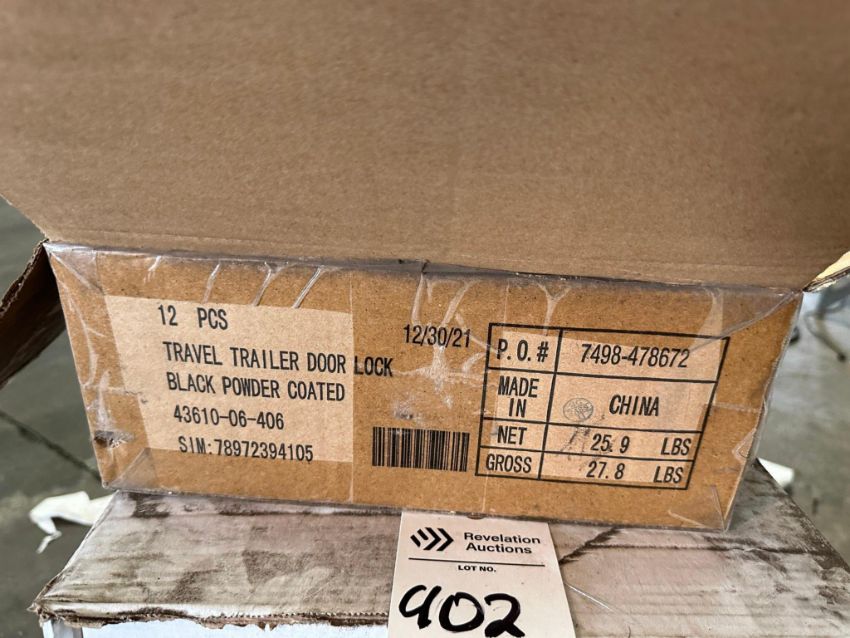 12 PCS
TRAVEL TRAILER DOOR LOCK
BLACK POWDER COATED
43610-06-406
SIM:78972394105
12/30/21
P.O.# 7498-478672
MADE IN CHINA
NET 25.9 LBS
GROSS 27.8 LBS
Revelation
Auctions
LOT NO.
902